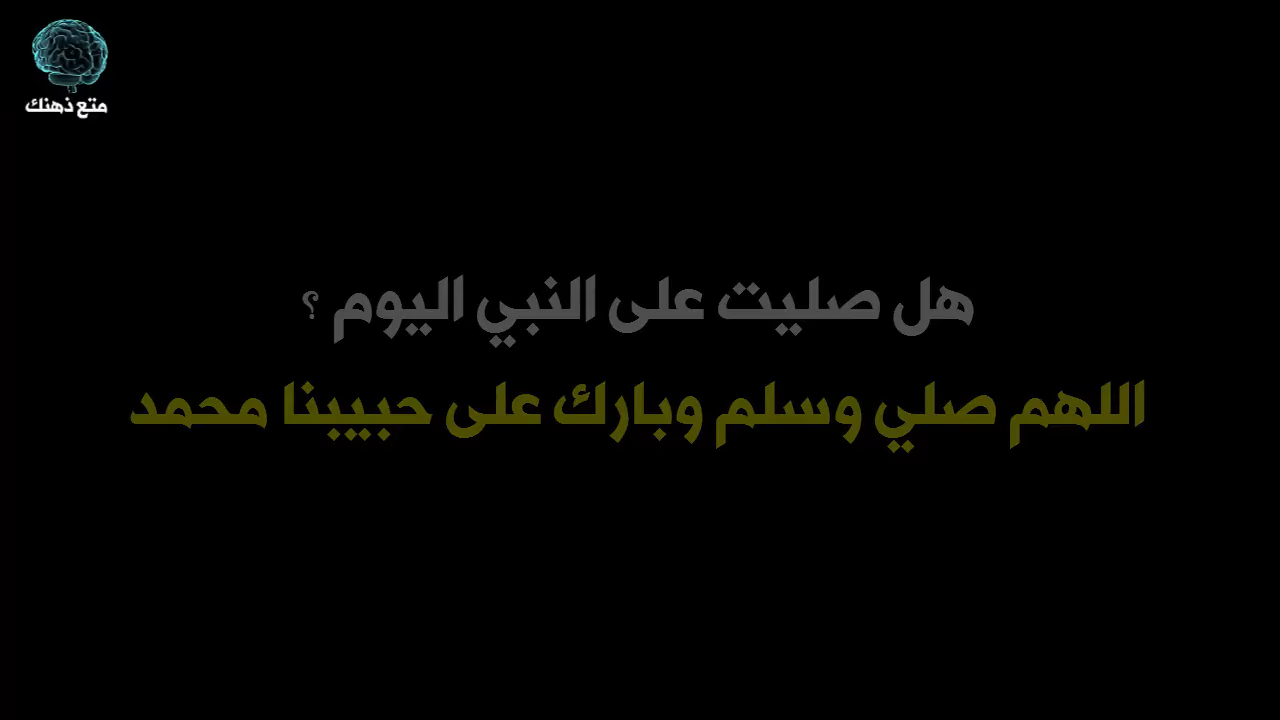 متع ذهنك
هل صليت على النبي اليوم ؟
اللهم صلي وسلم وبارك على حبيبنا محمد